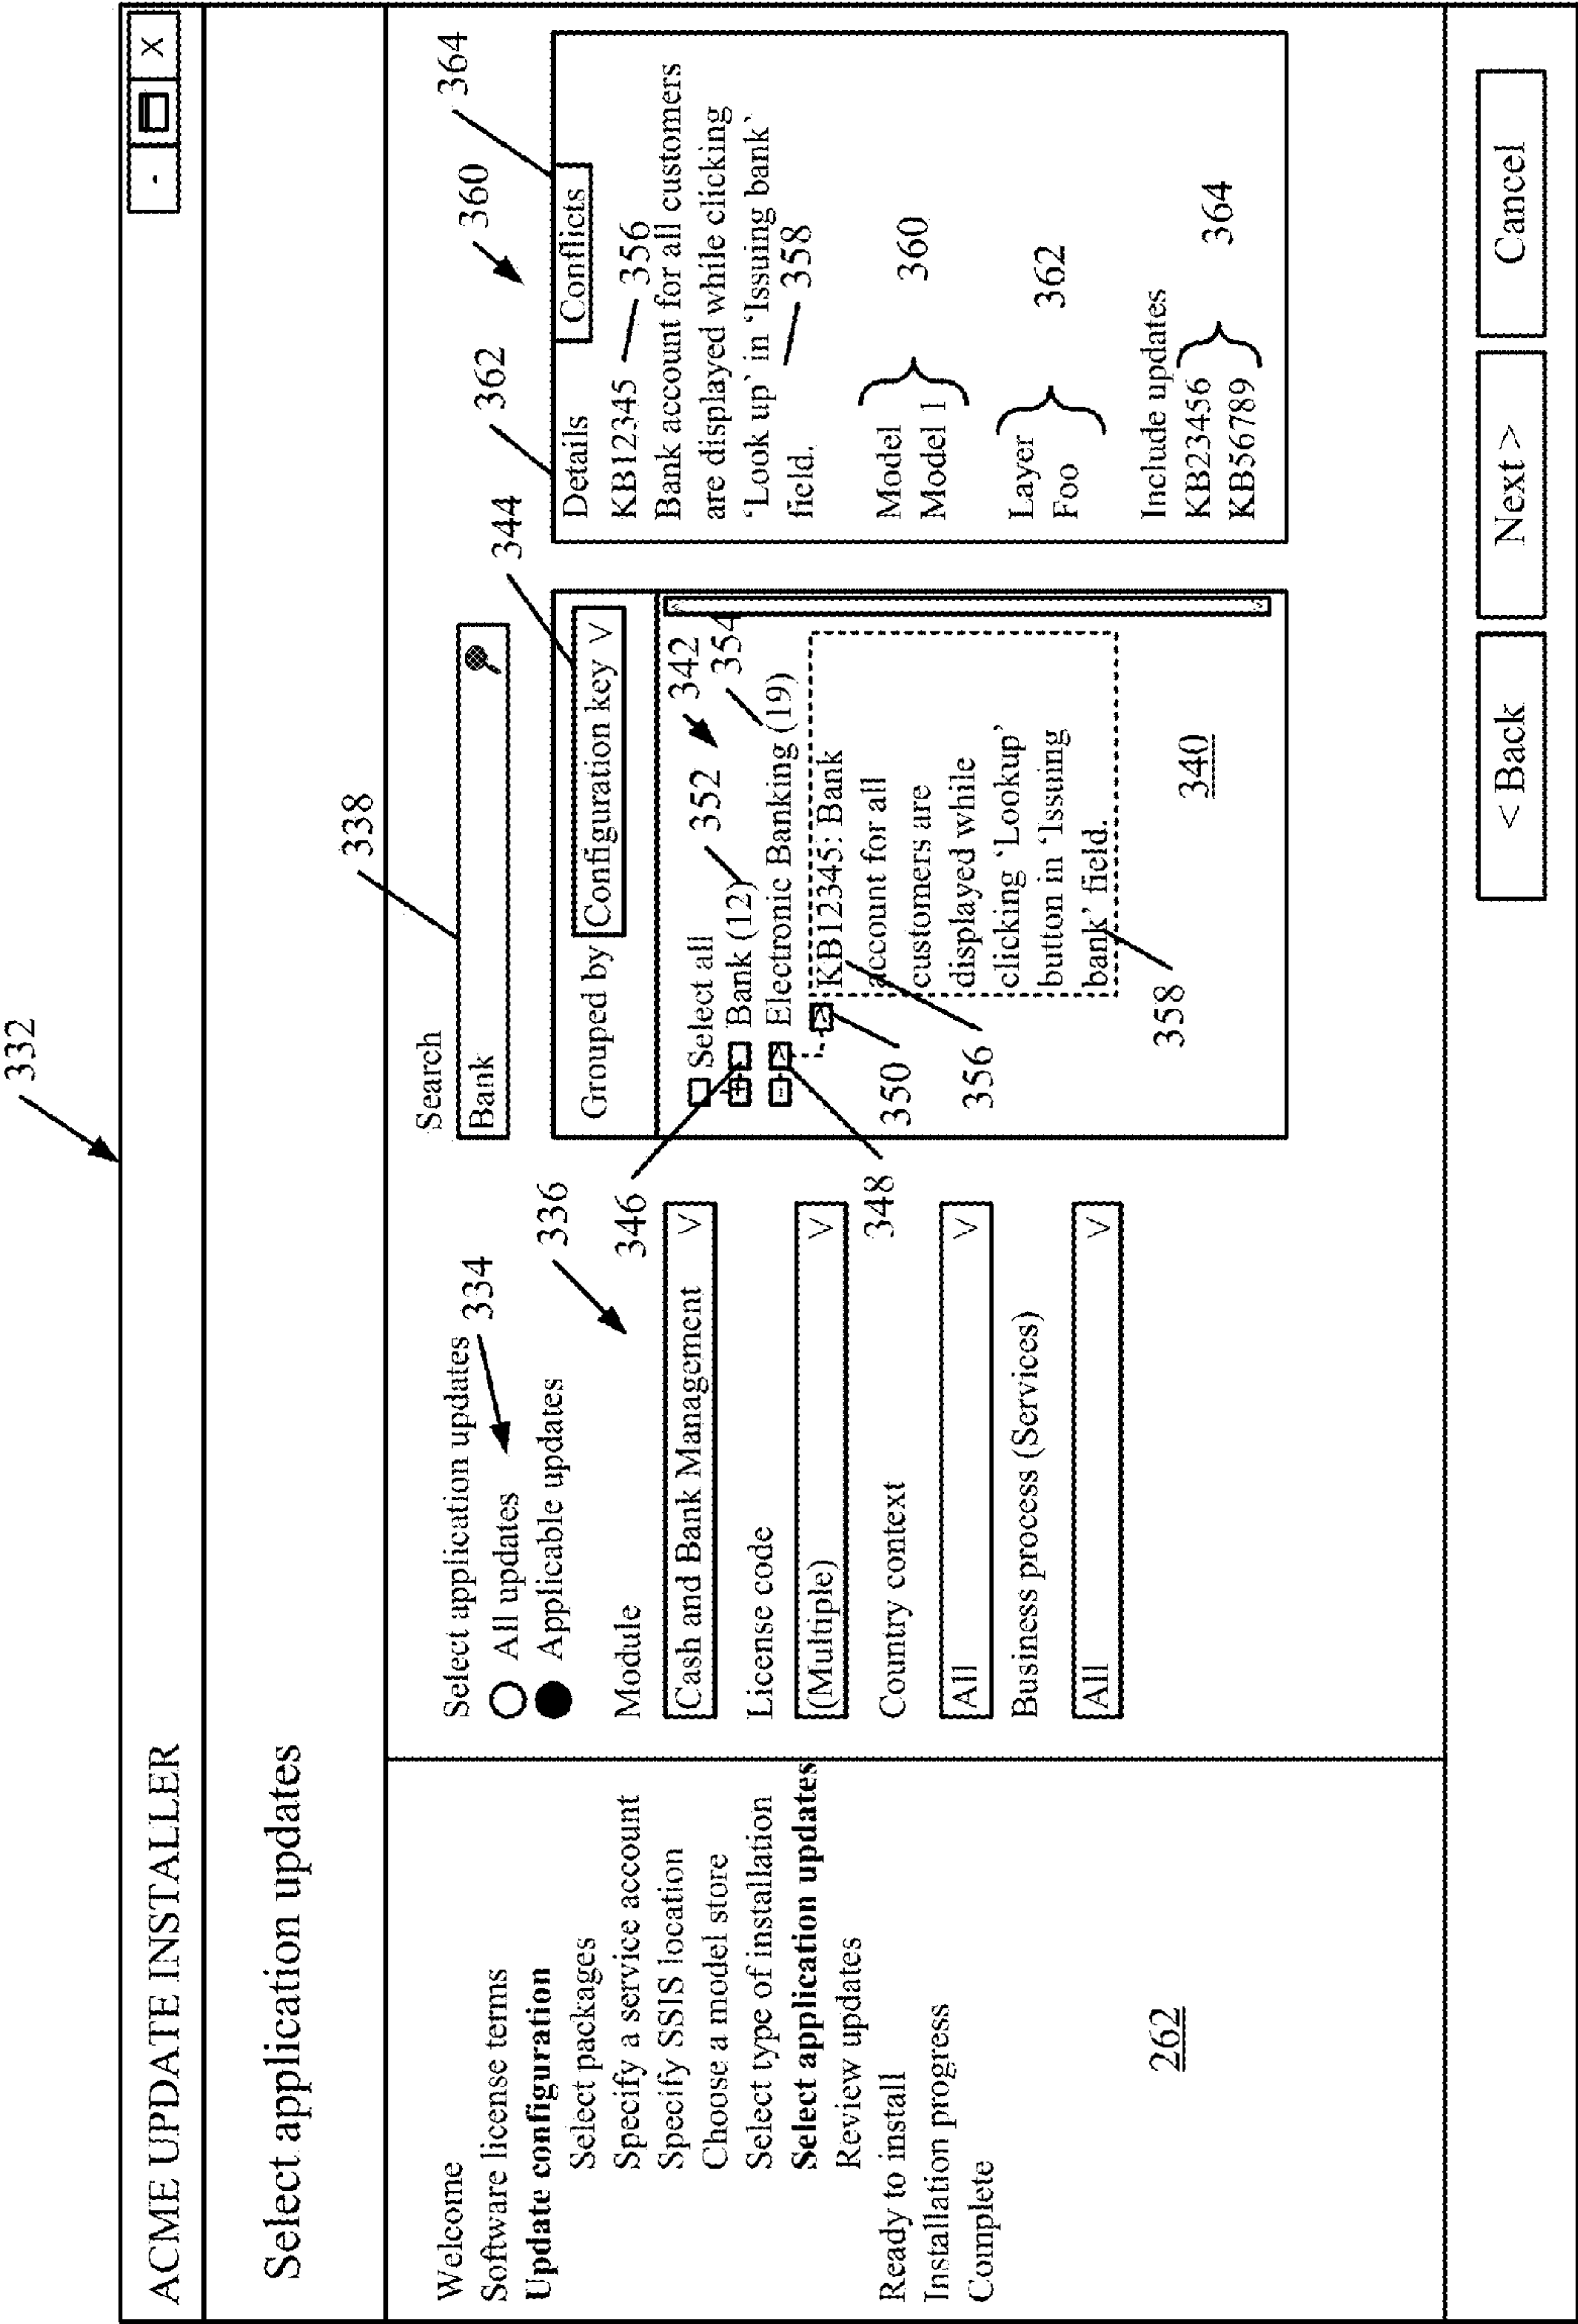 332
ACME UPDATE INSTALLER
- X
Select application updates
Welcome
Software license terms
Update configuration
Select packages
Specify a service account
Specify SSIS location
Choose a model store
Select type of installation
Select application updates
Review updates
Ready to install
Installation progress
Complete
262
Select application updates
334
All updates
Applicable updates
336
Module
Cash and Bank Management V
License code
(Multiple) V
Country context
All V
Business process (Services)
All V
338
Search
Bank
344
Grouped by Configuration key V
346
Select all
352
342
Bank (12)
354
Electronic Banking (19)
348
350
KB12345: Bank
account for all
customers are
displayed while
clicking ‘Lookup’
button in ‘Issuing
bank’ field.
356
358
340
362
360
364
Details
Conflicts
KB12345
356
Bank account for all customers
are displayed while clicking
‘Look up’ in ‘Issuing bank’
field.
358
Model
Model 1
360
Layer
Foo
362
Include updates
KB23456
KB56789
364
< Back
Next >
Cancel